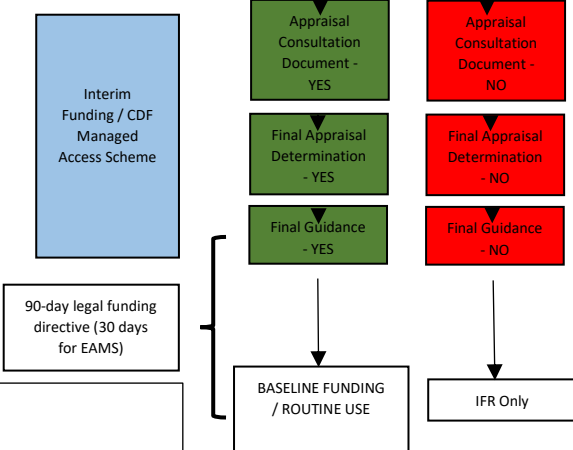 Interim
Funding / CDF
Managed
Access Scheme
Appraisal
Consultation
Document -
YES
Appraisal
Consultation
Document -
NO
Final Appraisal
Determination
- YES
Final Appraisal
Determination
- NO
Final Guidance
- YES
Final Guidance
- NO
90-day legal funding
directive (30 days
for EAMS)
BASELINE FUNDING
/ ROUTINE USE
IFR Only